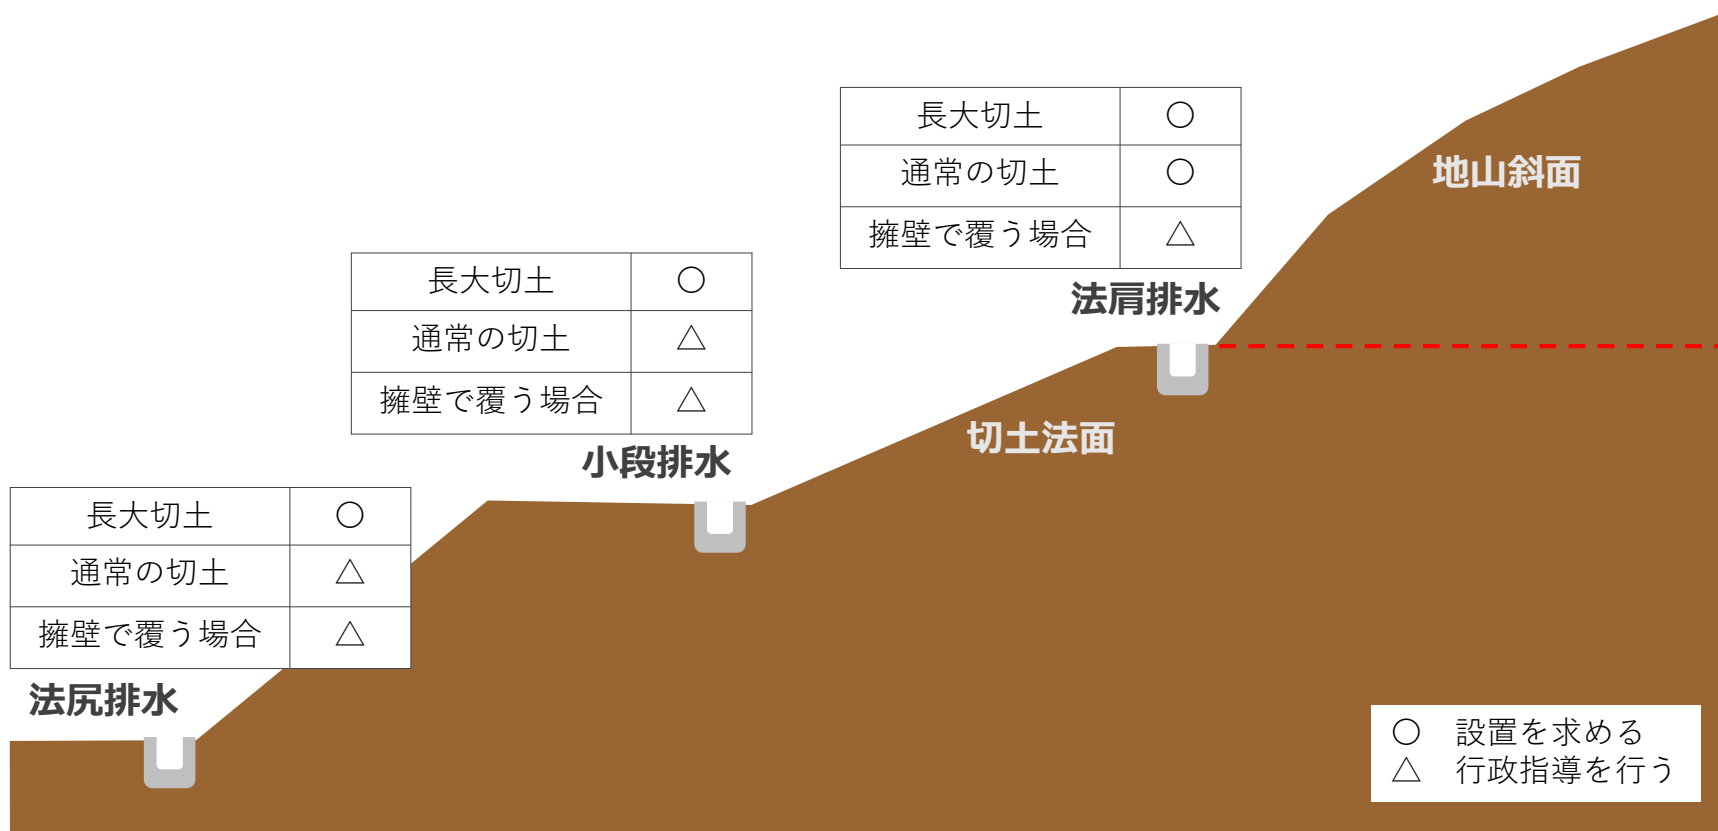 長大切土 〇
通常の切土 〇
擁壁で覆う場合 △
法肩排水
地山斜面
長大切土 〇
通常の切土 △
擁壁で覆う場合 △
小段排水
切土法面
長大切土 〇
通常の切土 △
擁壁で覆う場合 △
法尻排水
〇 設置を求める
△ 行政指導を行う